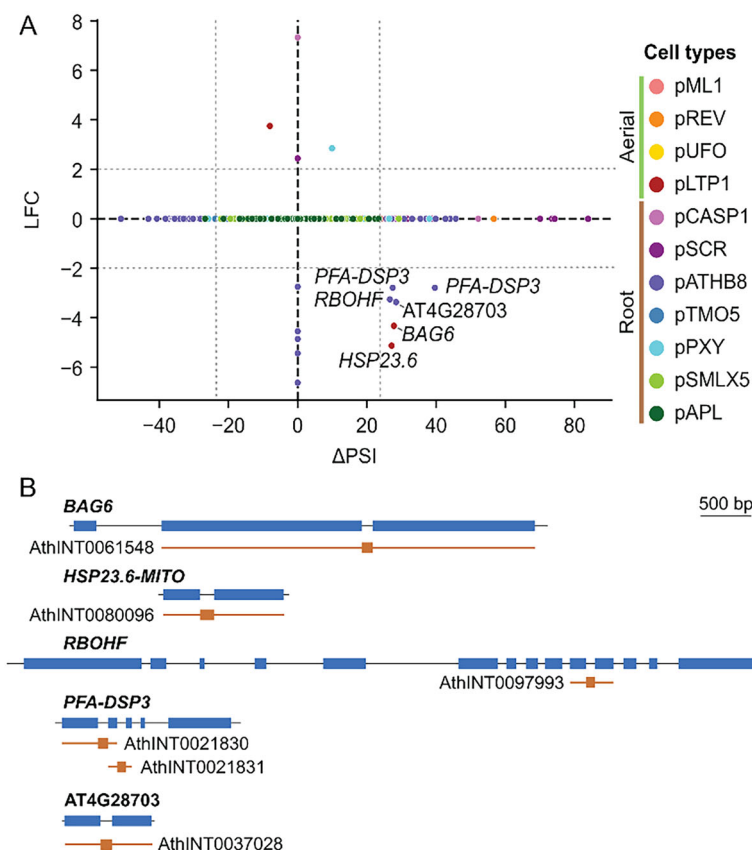 A
8
6
4
2
0
−2
−4
−6
LFC
−40 −20 0 20 40 60 80
ΔPSI
PFA-DSP3
PFA-DSP3
RBOHF
AT4G28703
BAG6
HSP23.6
Cell types
Aerial
pML1
pREV
pUFO
pLTP1
Root
pCASP1
pSCR
pATHB8
pTMO5
pPXY
pSMLX5
pAPL
B
BAG6
500 bp
AthINT0061548
HSP23.6-MITO
AthINT0080096
RBOHF
AthINT0097993
PFA-DSP3
AthINT0021830
AthINT0021831
AT4G28703
AthINT0037028